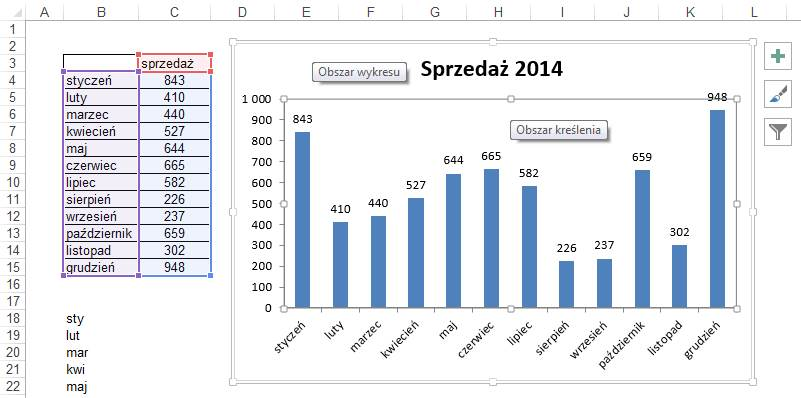 A B C D E F G H I J K L
1
2
3 sprzedaż
4 styczeń 843
5 luty 410
6 marzec 440
7 kwiecień 527
8 maj 644
9 czerwiec 665
10 lipiec 582
11 sierpień 226
12 wrzesień 237
13 październik 659
14 listopad 302
15 grudzień 948
16
17
18 sty
19 lut
20 mar
21 kwi
22 maj
Obszar wykresu
Sprzedaż 2014
Obszar kreślenia
1 000
900
800
700
600
500
400
300
200
100
0
843 410 440 527 644 665 582 226 237 659 302 948
styczeń luty marzec kwiecień maj czerwiec lipiec sierpień wrzesień październik listopad grudzień